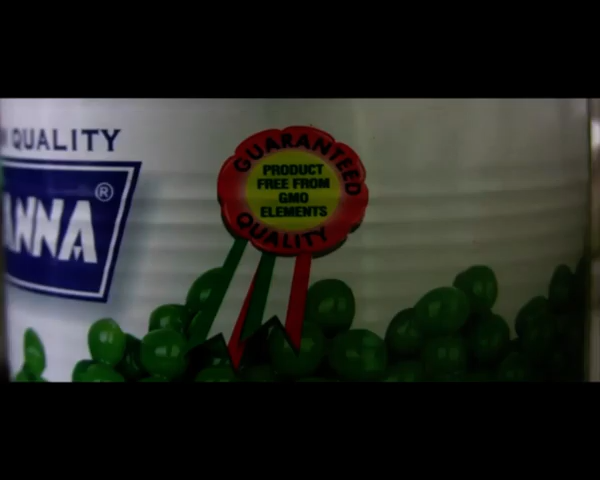 QUALITY
ANNA ®
GUARANTEED
PRODUCT
FREE FROM
GMO
ELEMENTS
QUALITY